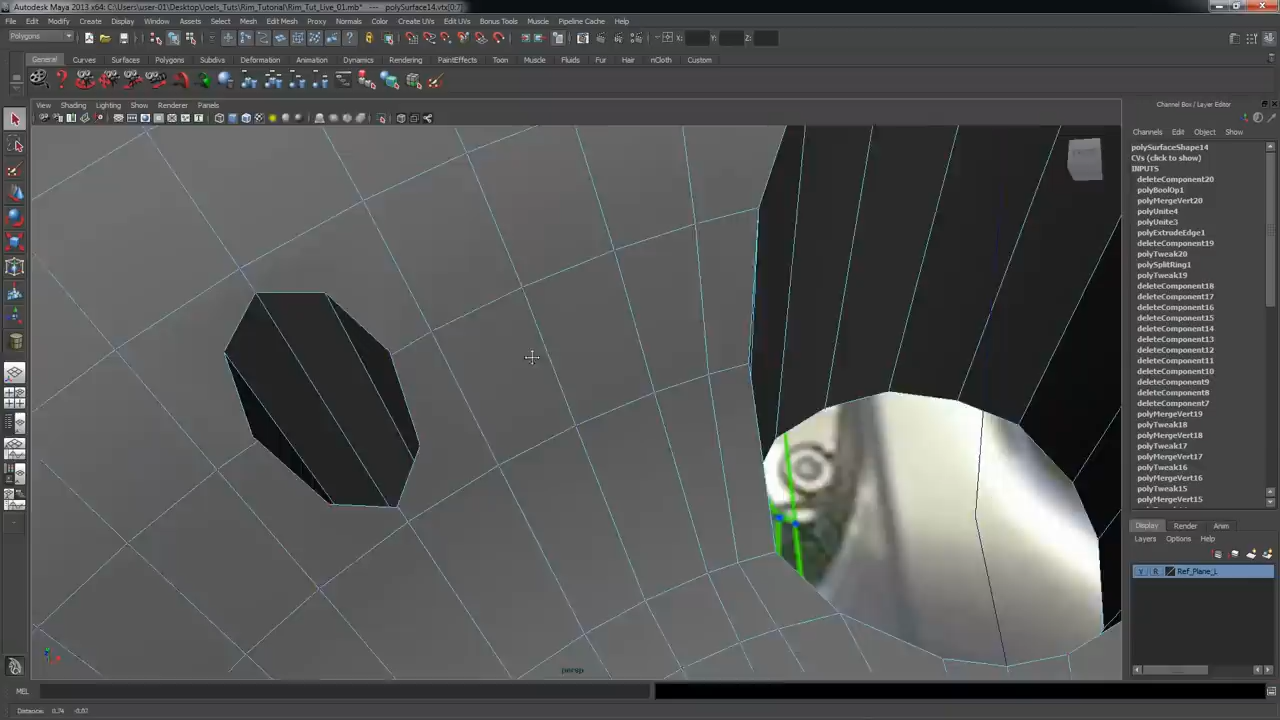 Autodesk Maya 2013 x64: C:\Users\user-01\Desktop\Joels_Tuts\Rim_Tutorial\Rim_Tut_Live_01.mb* --- polySurface14.vtx[0:7]
File Edit Modify Create Display Window Assets Select Mesh Edit Mesh Proxy Normals Color Create UVs Edit UVs Bonus Tools Muscle Pipeline Cache Help
Polygons X: Y: Z:
General Curves Surfaces Polygons Subdivs Deformation Animation Dynamics Rendering PaintEffects Toon Muscle Fluids Fur Hair nCloth Custom
View Shading Lighting Show Renderer Panels
Channel Box / Layer Editor
Channels Edit Object Show
polySurfaceShape14
CVs (click to show)
INPUTS
deleteComponent20
polyBoolOp1
polyMergeVert20
polyUnite4
polyUnite3
polyExtrudeEdge1
deleteComponent19
polyTweak20
polySplitRing1
polyTweak19
deleteComponent18
deleteComponent17
deleteComponent16
deleteComponent15
deleteComponent14
deleteComponent13
deleteComponent12
deleteComponent11
deleteComponent10
deleteComponent9
deleteComponent8
deleteComponent7
polyMergeVert19
polyTweak18
polyMergeVert18
polyTweak17
polyMergeVert17
polyTweak16
polyMergeVert16
polyTweak15
polyMergeVert15
Display Render Anim
Layers Options Help
V R Ref_Plane_L
persp
MEL
Distance: 0.74 -0.67